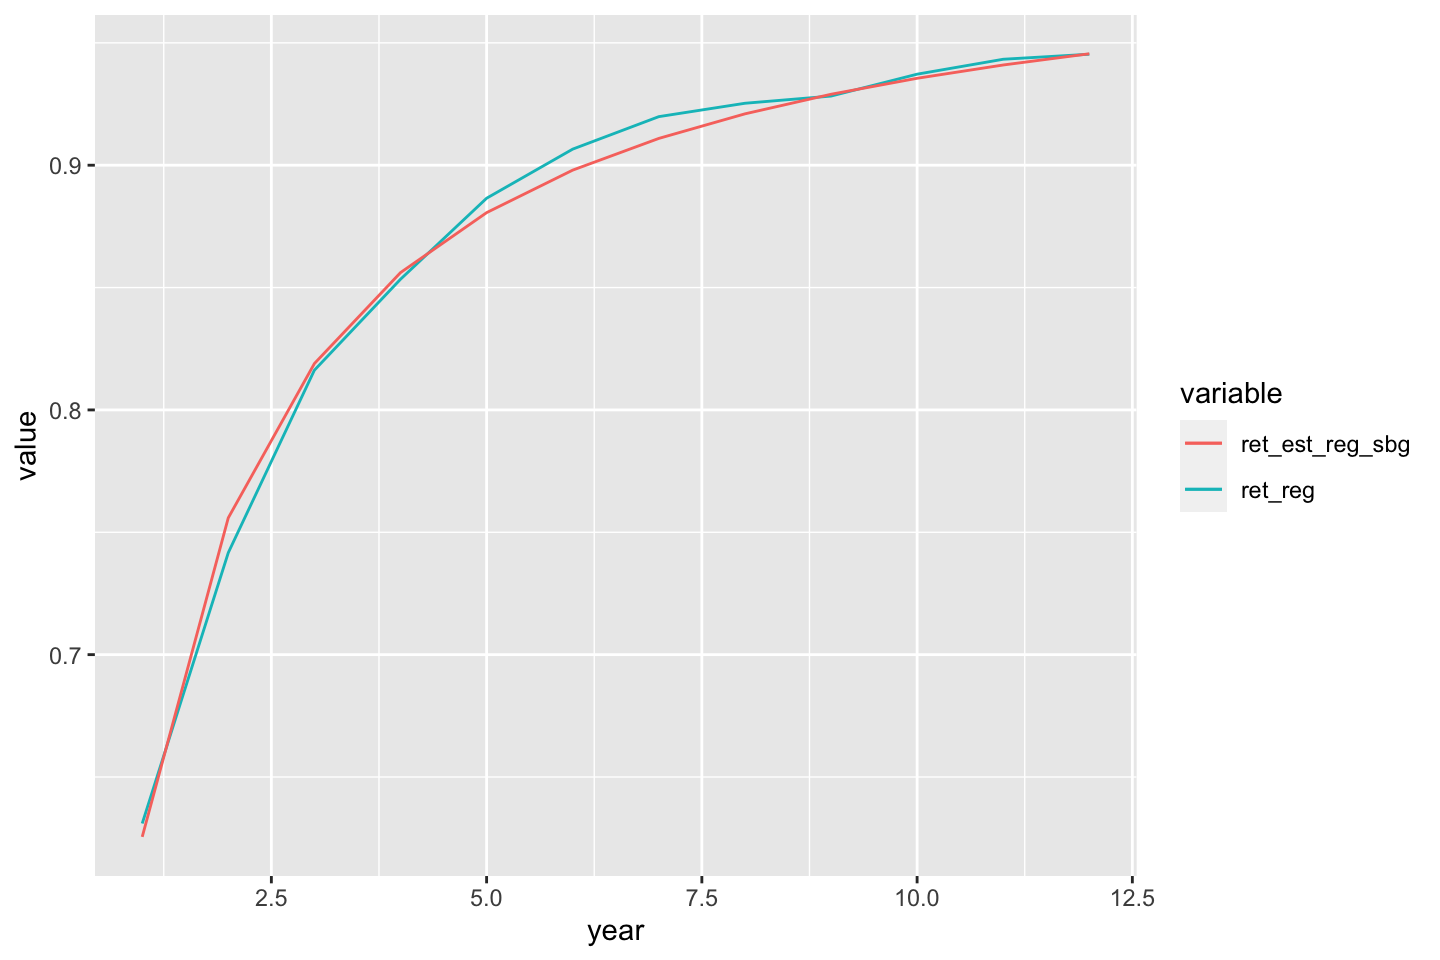 value
0.9
0.8
0.7
2.5
5.0
7.5
10.0
12.5
year
variable
ret_est_reg_sbg
ret_reg